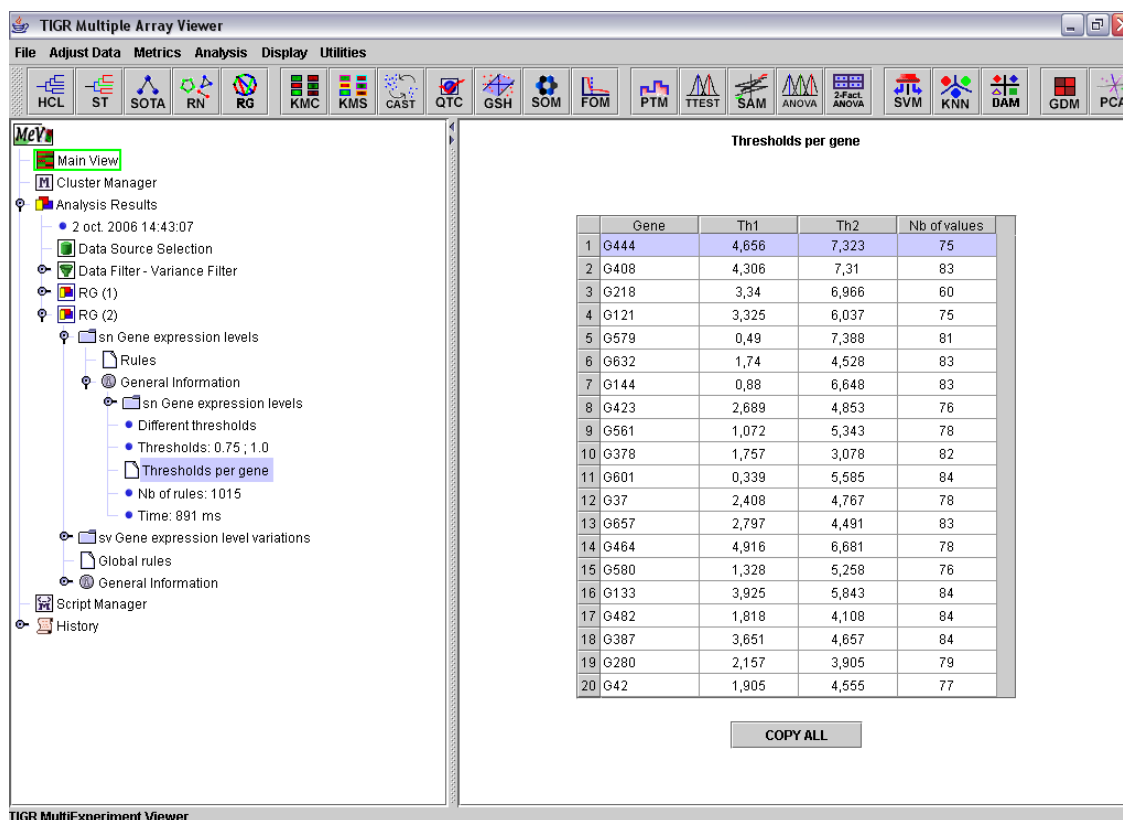 TIGR Multiple Array Viewer
File Adjust Data Metrics Analysis Display Utilities
HCL ST SOTA RN RG KMC KMS CAST QTC GSH SOM FOM PTM TTEST SAM ANOVA 2-Fact. ANOVA SVM KNN DAM GDM PCA
MeV
Main View
M Cluster Manager
Analysis Results
2 oct. 2006 14:43:07
Data Source Selection
Data Filter - Variance Filter
RG (1)
RG (2)
sn Gene expression levels
Rules
General Information
sn Gene expression levels
Different thresholds
Thresholds: 0.75 ; 1.0
Thresholds per gene
Nb of rules: 1015
Time: 891 ms
sv Gene expression level variations
Global rules
General Information
Script Manager
History
Thresholds per gene
Gene Th1 Th2 Nb of values
1 G444 4,656 7,323 75
2 G408 4,306 7,31 83
3 G218 3,34 6,966 60
4 G121 3,325 6,037 75
5 G579 0,49 7,388 81
6 G632 1,74 4,528 83
7 G144 0,88 6,648 83
8 G423 2,689 4,853 76
9 G561 1,072 5,343 78
10 G378 1,757 3,078 82
11 G601 0,339 5,585 84
12 G37 2,408 4,767 78
13 G657 2,797 4,491 83
14 G464 4,916 6,681 78
15 G580 1,328 5,258 76
16 G133 3,925 5,843 84
17 G482 1,818 4,108 84
18 G387 3,651 4,657 84
19 G280 2,157 3,905 79
20 G42 1,905 4,555 77
COPY ALL
TIGR MultiExperiment Viewer